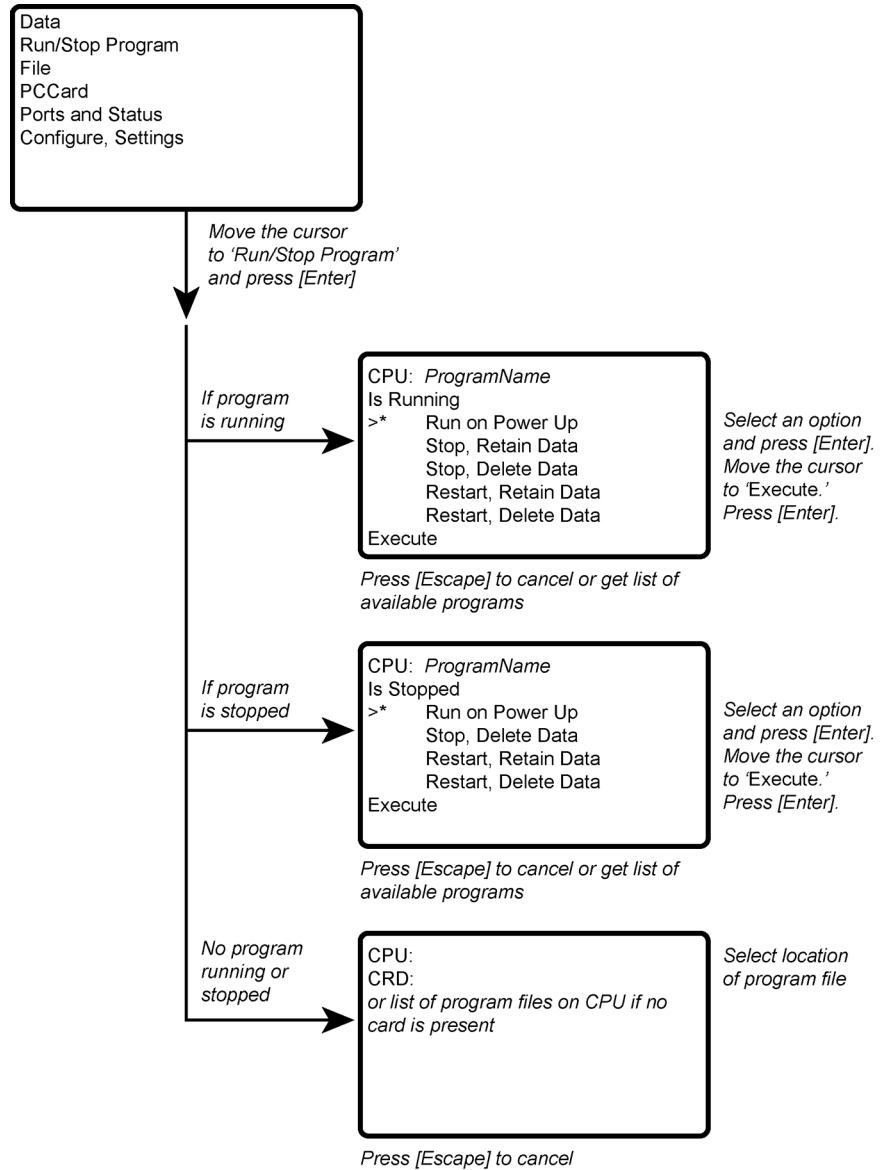 Data
Run/Stop Program
File
PCCard
Ports and Status
Configure, Settings
Move the cursor
to ‘Run/Stop Program’
and press [Enter]
If program
is running
CPU: ProgramName
Is Running
>* Run on Power Up
Stop, Retain Data
Stop, Delete Data
Restart, Retain Data
Restart, Delete Data
Execute
Select an option
and press [Enter].
Move the cursor
to ‘Execute.’
Press [Enter].
Press [Escape] to cancel or get list of
available programs
If program
is stopped
CPU: ProgramName
Is Stopped
>* Run on Power Up
Stop, Delete Data
Restart, Retain Data
Restart, Delete Data
Execute
Select an option
and press [Enter].
Move the cursor
to ‘Execute.’
Press [Enter].
Press [Escape] to cancel or get list of
available programs
No program
running or
stopped
CPU:
CRD:
or list of program files on CPU if no
card is present
Select location
of program file
Press [Escape] to cancel